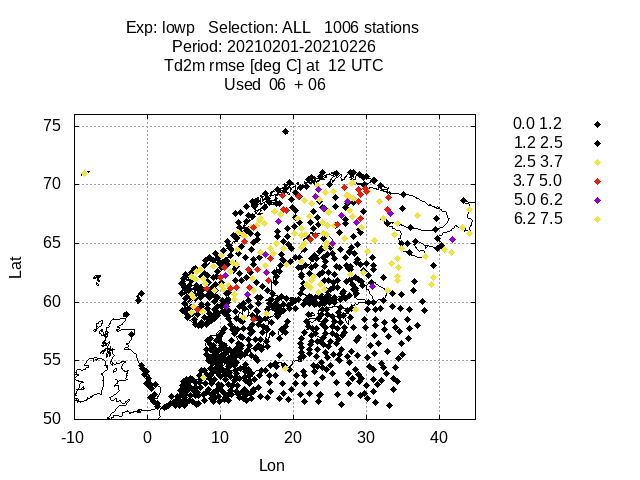 Exp: lowp   Selection: ALL   1006 stations
Period: 20210201-20210226
Td2m rmse [deg C] at  12 UTC
Used  06  + 06
0.0 1.2
1.2 2.5
2.5 3.7
3.7 5.0
5.0 6.2
6.2 7.5
75
70
65
60
55
50
Lat
-10 0 10 20 30 40
Lon